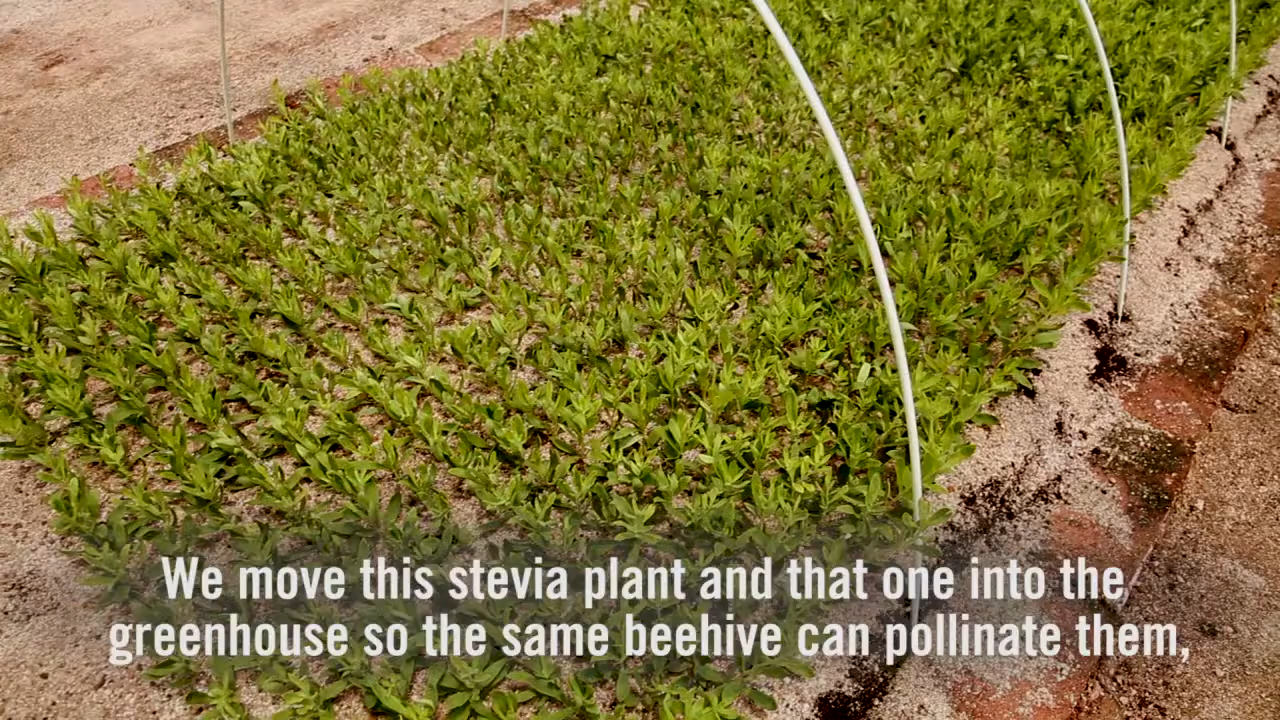 We move this stevia plant and that one into the
greenhouse so the same beehive can pollinate them,